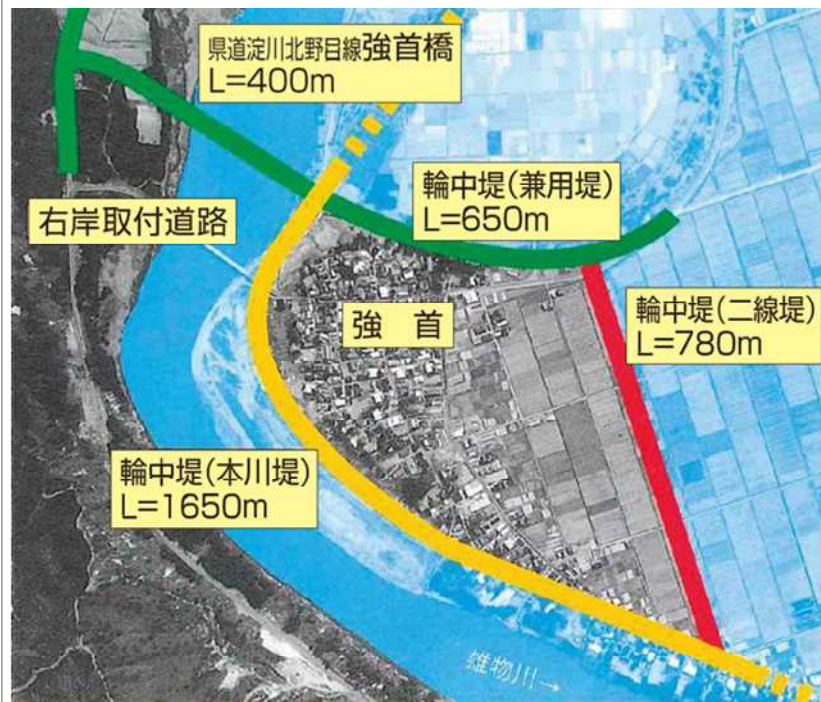 県道淀川北野目線強首橋
L=400m
輪中堤(兼用堤)
L=650m
右岸取付道路
強 首
輪中堤(二線堤)
L=780m
輪中堤(本川堤)
L=1650m
雄物川→